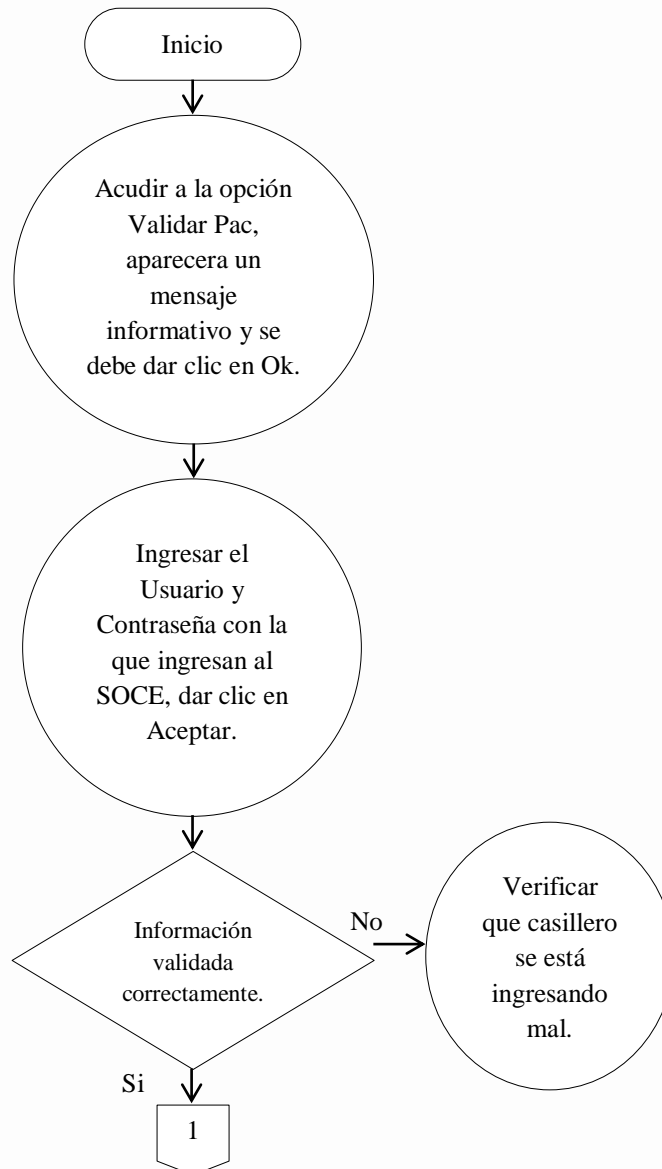 Inicio
Acudir a la opción
Validar Pac,
aparecera un
mensaje
informativo y se
debe dar clic en Ok.
Ingresar el
Usuario y
Contraseña con la
que ingresan al
SOCE, dar clic en
Aceptar.
Información
validada
correctamente.
No
Verificar
que casillero
se está
ingresando
mal.
Si
1